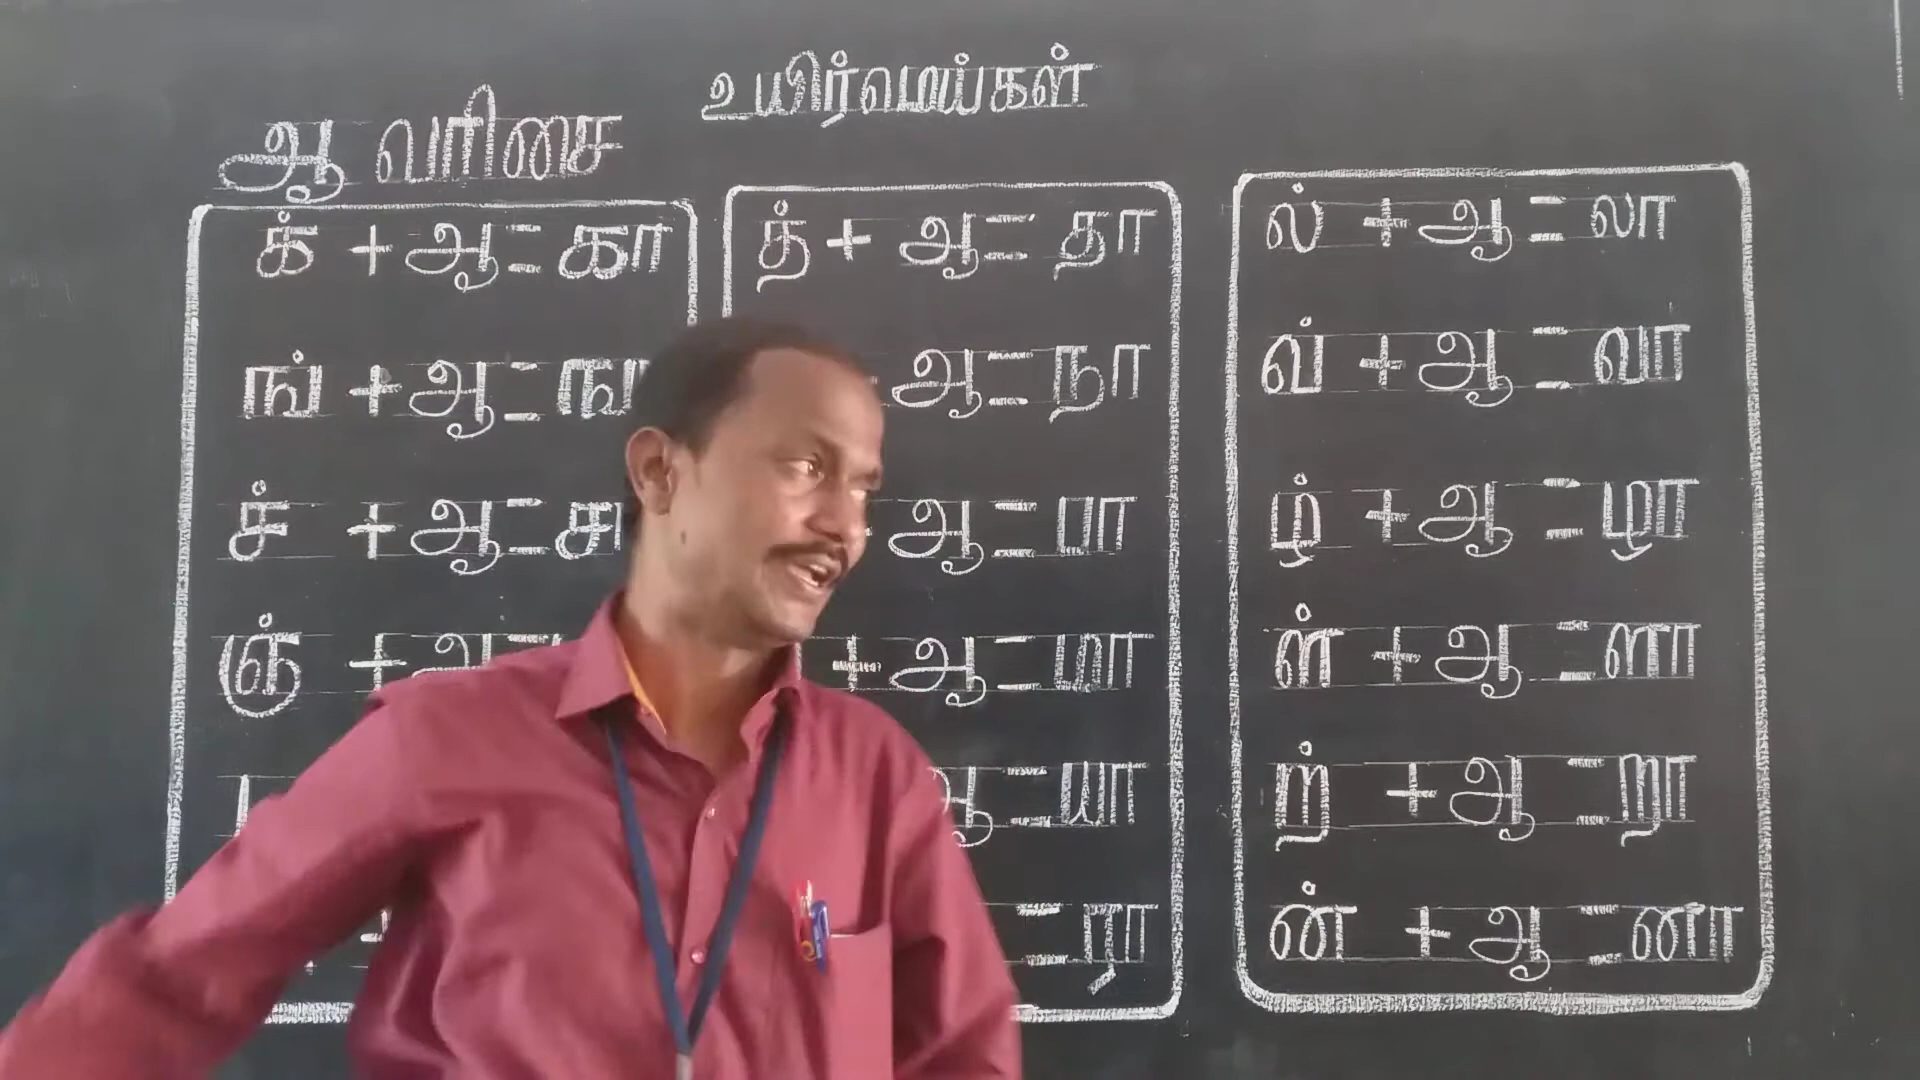 உயிர்மெய்கள்
ஆ வரிசை
க் + ஆ = கா
ங் + ஆ =
ச் + ஆ =
ஞ் + ஆ
த் + ஆ = தா
ஆ = நா
ஆ = பா
+ ஆ = மா
ஆ = யா
= ரா
ல் + ஆ = லா
வ் + ஆ = வா
ழ் + ஆ = ழா
ள் + ஆ = ளா
ற் + ஆ = றா
ன் + ஆ = னா